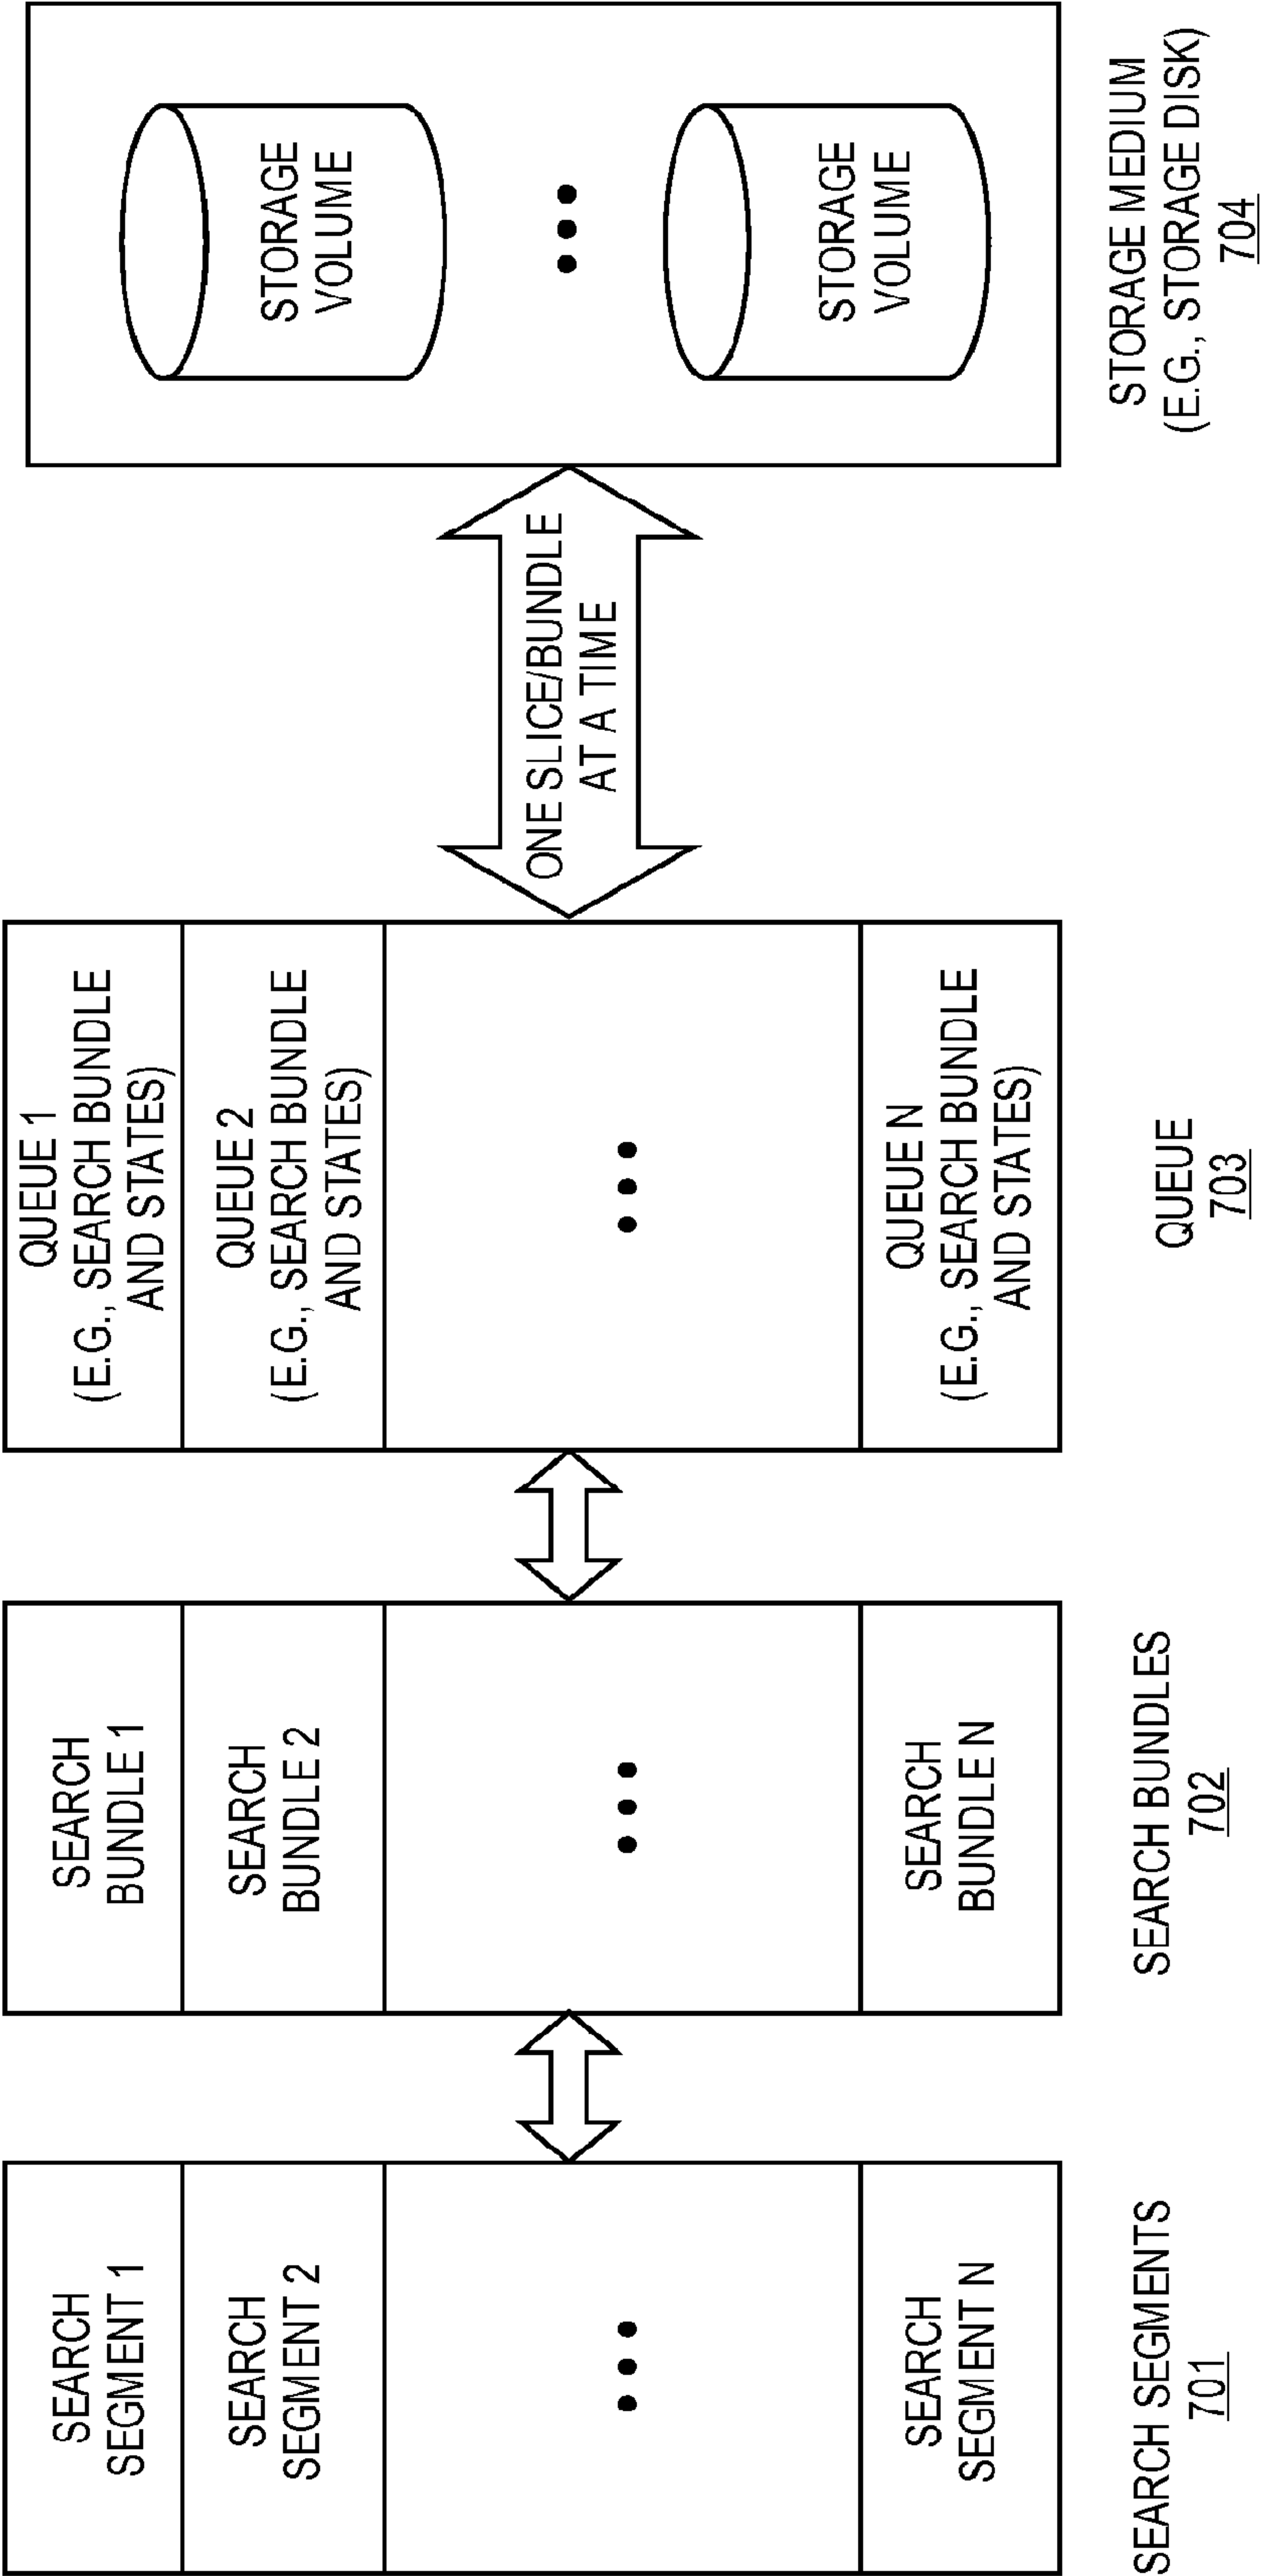 SEARCH
SEGMENT 1
SEARCH
SEGMENT 2
SEARCH
SEGMENT N
SEARCH SEGMENTS
701
SEARCH
BUNDLE 1
SEARCH
BUNDLE 2
SEARCH
BUNDLE N
SEARCH BUNDLES
702
QUEUE 1
(E.G., SEARCH BUNDLE
AND STATES)
QUEUE 2
(E.G., SEARCH BUNDLE
AND STATES)
QUEUE N
(E.G., SEARCH BUNDLE
AND STATES)
QUEUE
703
ONE SLICE/BUNDLE
AT A TIME
STORAGE
VOLUME
STORAGE
VOLUME
STORAGE MEDIUM
(E.G., STORAGE DISK)
704